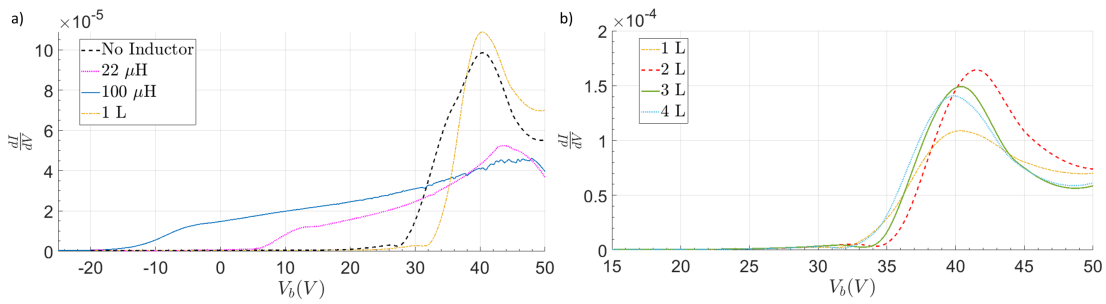 a)
×10⁻⁵
10
8
6
4
2
0
dI
dV
No Inductor
22 μH
100 μH
1 L
-20 -10 0 10 20 30 40 50
V_b(V)
b)
×10⁻⁴
2
1.5
1
0.5
0
dI
dV
1 L
2 L
3 L
4 L
15 20 25 30 35 40 45 50
V_b(V)